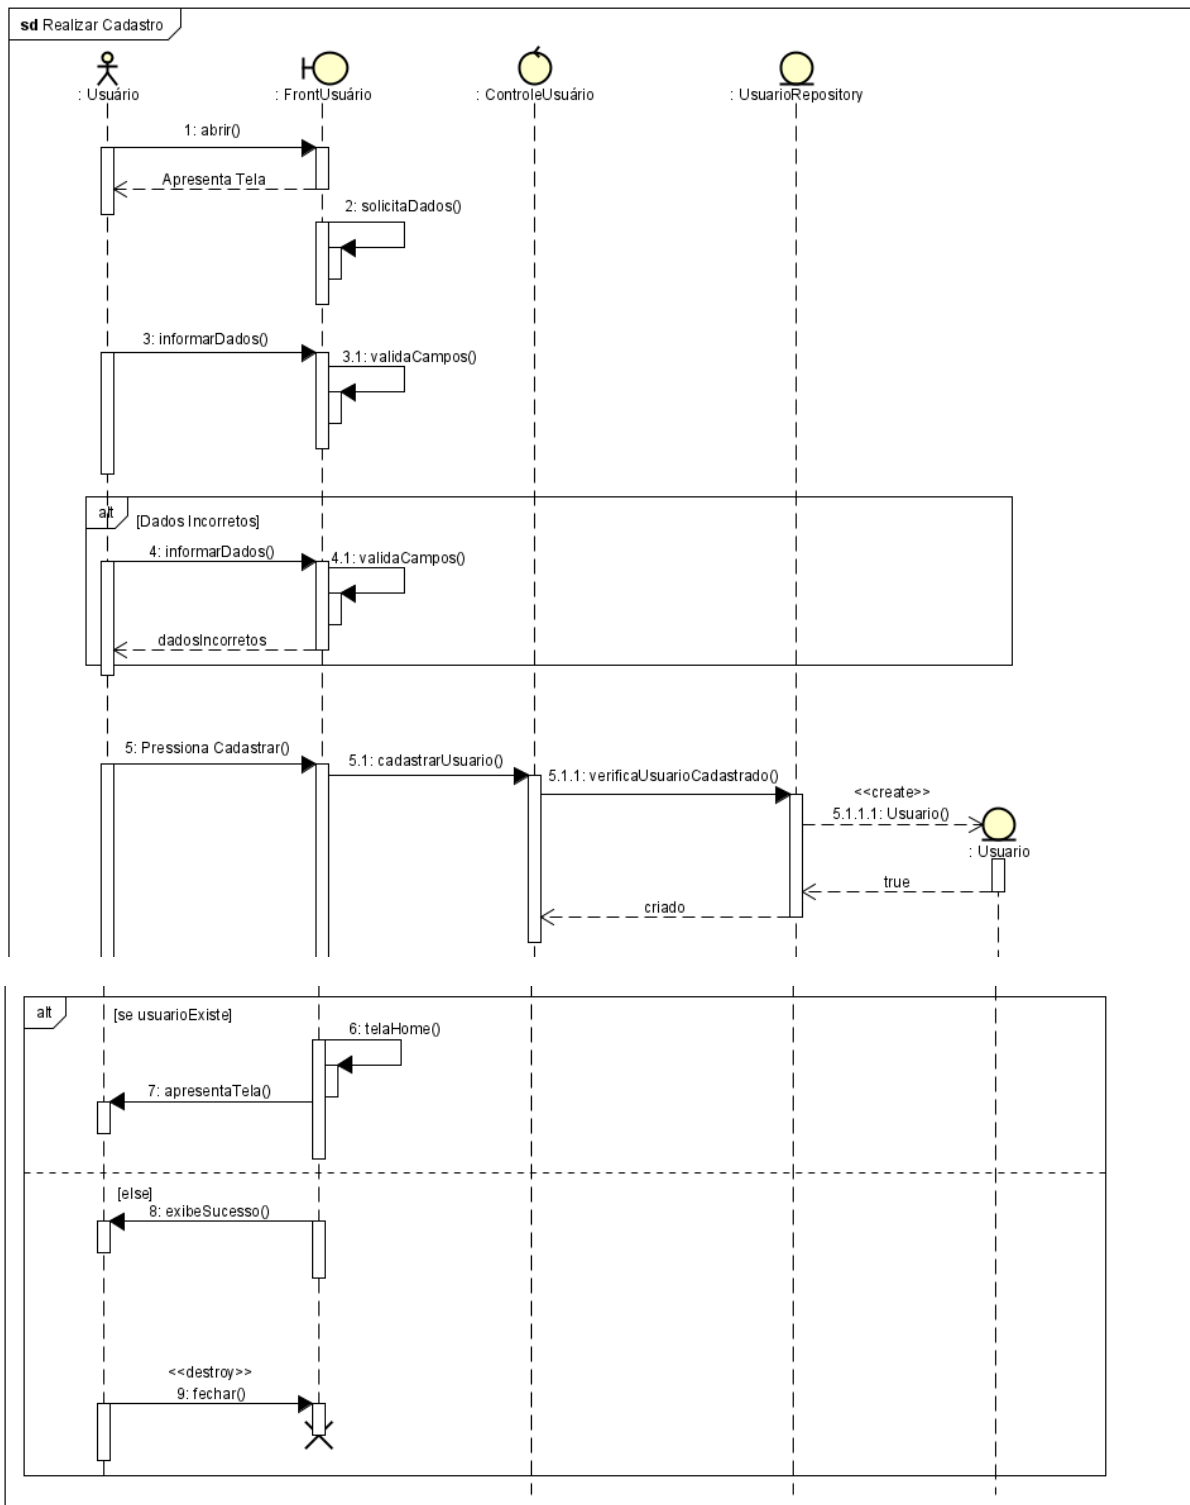 sd Realizar Cadastro
: Usuário
: FrontUsuário
: ControleUsuário
: UsuarioRepository
1: abrir()
Apresenta Tela
2: solicitaDados()
3: informarDados()
3.1: validaCampos()
alt
[Dados Incorretos]
4: informarDados()
4.1: validaCampos()
dadosIncorretos
5: Pressiona Cadastrar()
5.1: cadastrarUsuario()
5.1.1: verificaUsuarioCadastrado()
<<create>>
5.1.1.1: Usuario()
: Usuario
true
criado
alt
[se usuarioExiste]
6: telaHome()
7: apresentaTela()
[else]
8: exibeSucesso()
<<destroy>>
9: fechar()